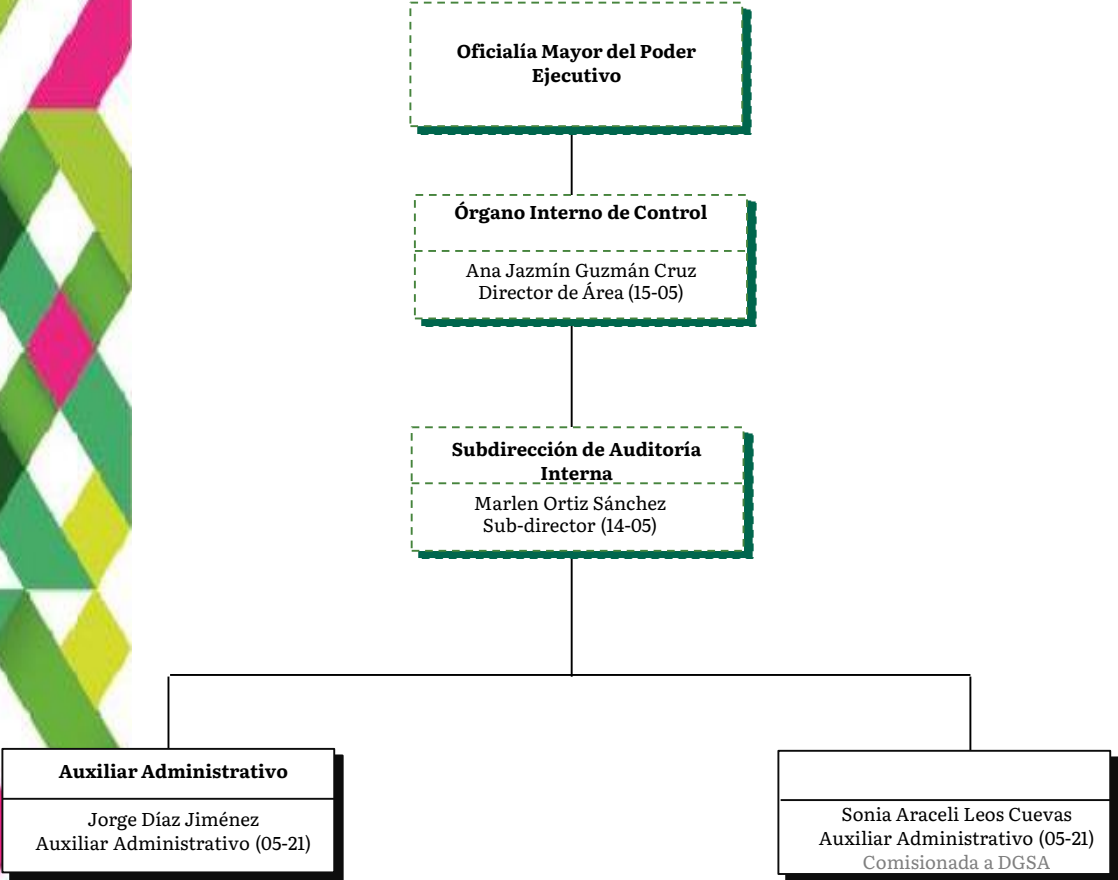 Oficialía Mayor del Poder
Ejecutivo
Órgano Interno de Control
Ana Jazmín Guzmán Cruz
Director de Área (15-05)
Subdirección de Auditoría
Interna
Marlen Ortiz Sánchez
Sub-director (14-05)
Auxiliar Administrativo
Jorge Díaz Jiménez
Auxiliar Administrativo (05-21)
Sonia Araceli Leos Cuevas
Auxiliar Administrativo (05-21)
Comisionada a DGSA